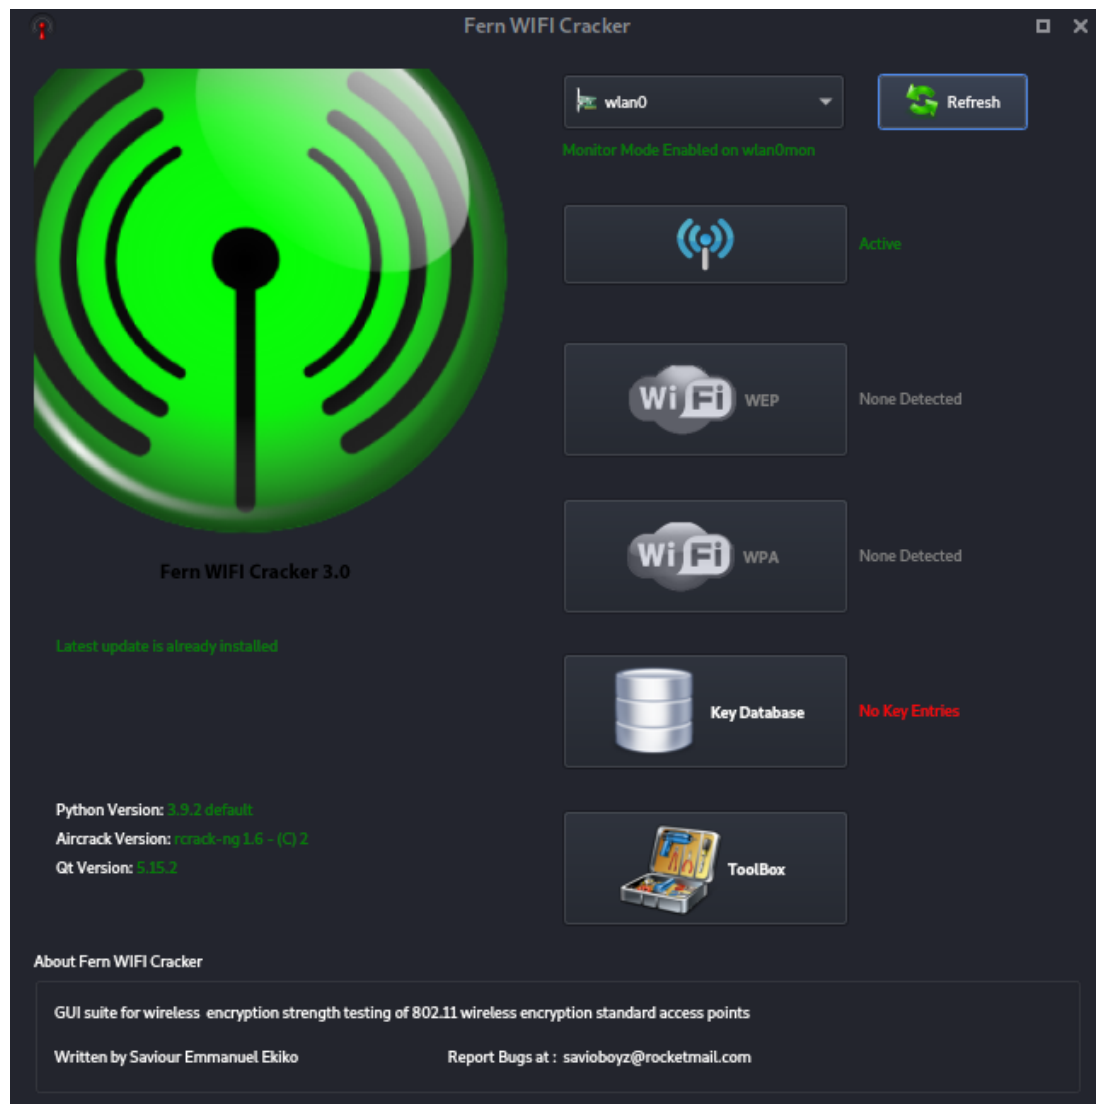 Fern WIFI Cracker
wlan0
Refresh
Monitor Mode Enabled on wlan0mon
Active
WiFi WEP
None Detected
WiFi WPA
None Detected
Fern WIFI Cracker 3.0
Latest update is already installed
Key Database
No Key Entries
Python Version: 3.9.2 default
Aircrack Version: rcrack-ng 1.6 - (C) 2
Qt Version: 5.15.2
ToolBox
About Fern WIFI Cracker
GUI suite for wireless encryption strength testing of 802.11 wireless encryption standard access points
Written by Saviour Emmanuel Ekiko
Report Bugs at : savioboyz@rocketmail.com